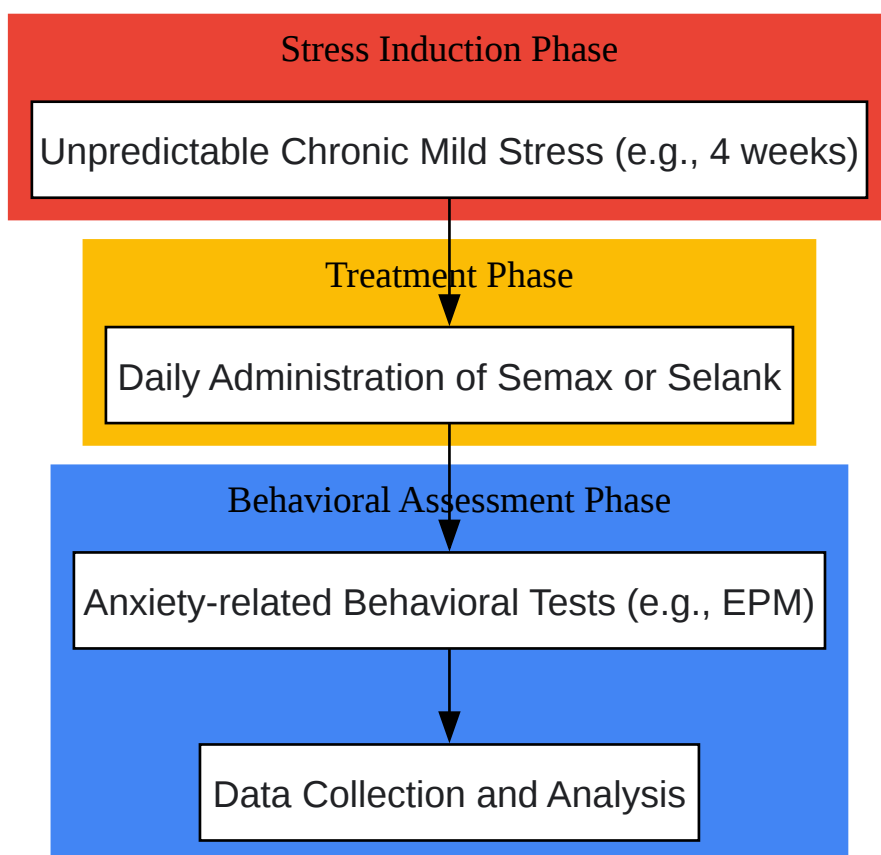 Stress Induction Phase
Unpredictable Chronic Mild Stress (e.g., 4 weeks)
Treatment Phase
Daily Administration of Semax or Selank
Behavioral Assessment Phase
Anxiety-related Behavioral Tests (e.g., EPM)
Data Collection and Analysis